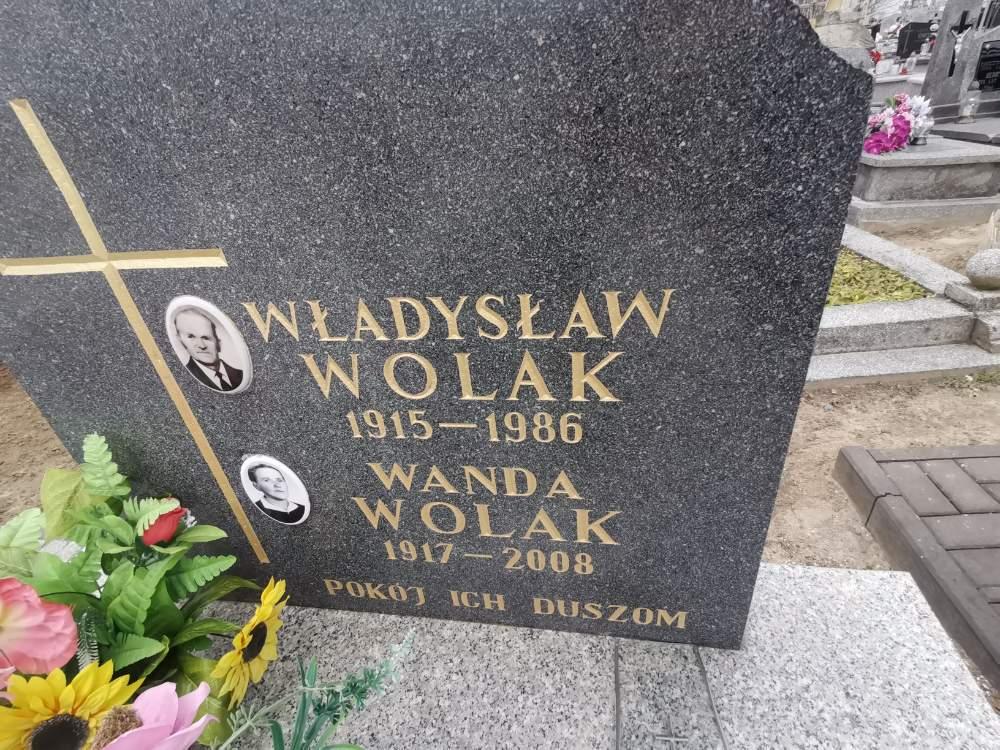 WŁADYSŁAW
WOLAK
1915—1986
WANDA
WOLAK
1917—2008
POKÓJ ICH DUSZOM